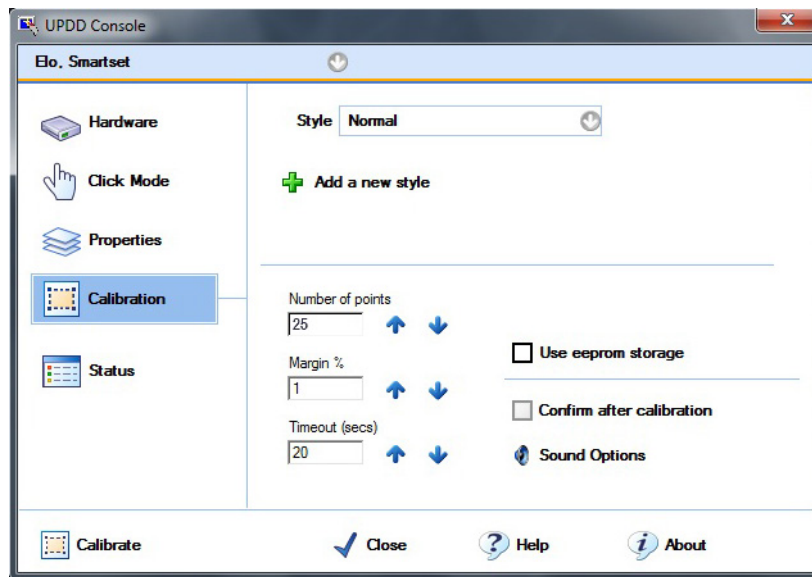 UPDD Console
Elo, Smartset
Hardware
Click Mode
Properties
Calibration
Status
Style Normal
Add a new style
Number of points
25
Margin %
1
Timeout (secs)
20
Use eeprom storage
Confirm after calibration
Sound Options
Calibrate
Close
Help
About